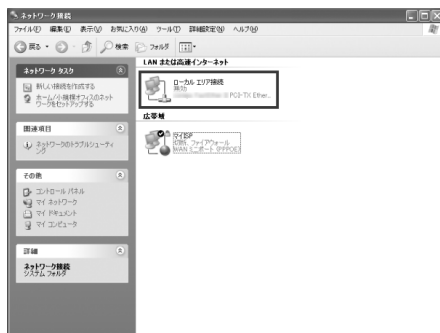 ネットワーク接続
ファイル(F) 編集(E) 表示(V) お気に入り(A) ツール(T) 詳細設定(N) ヘルプ(H)
戻る 検索 フォルダ
ネットワーク タスク
新しい接続を作成する
ホーム/小規模オフィスのネット
ワークをセットアップする
関連項目
ネットワークのトラブルシューティ
ング
その他
コントロール パネル
マイ ネットワーク
マイ ドキュメント
マイ コンピュータ
詳細
ネットワーク接続
システム フォルダ
LAN または高速インターネット
ローカル エリア接続
有効
PCI-TX Ether...
広帯域
マイISP
切断, ファイアウォール
WAN ミニポート (PPPOE)